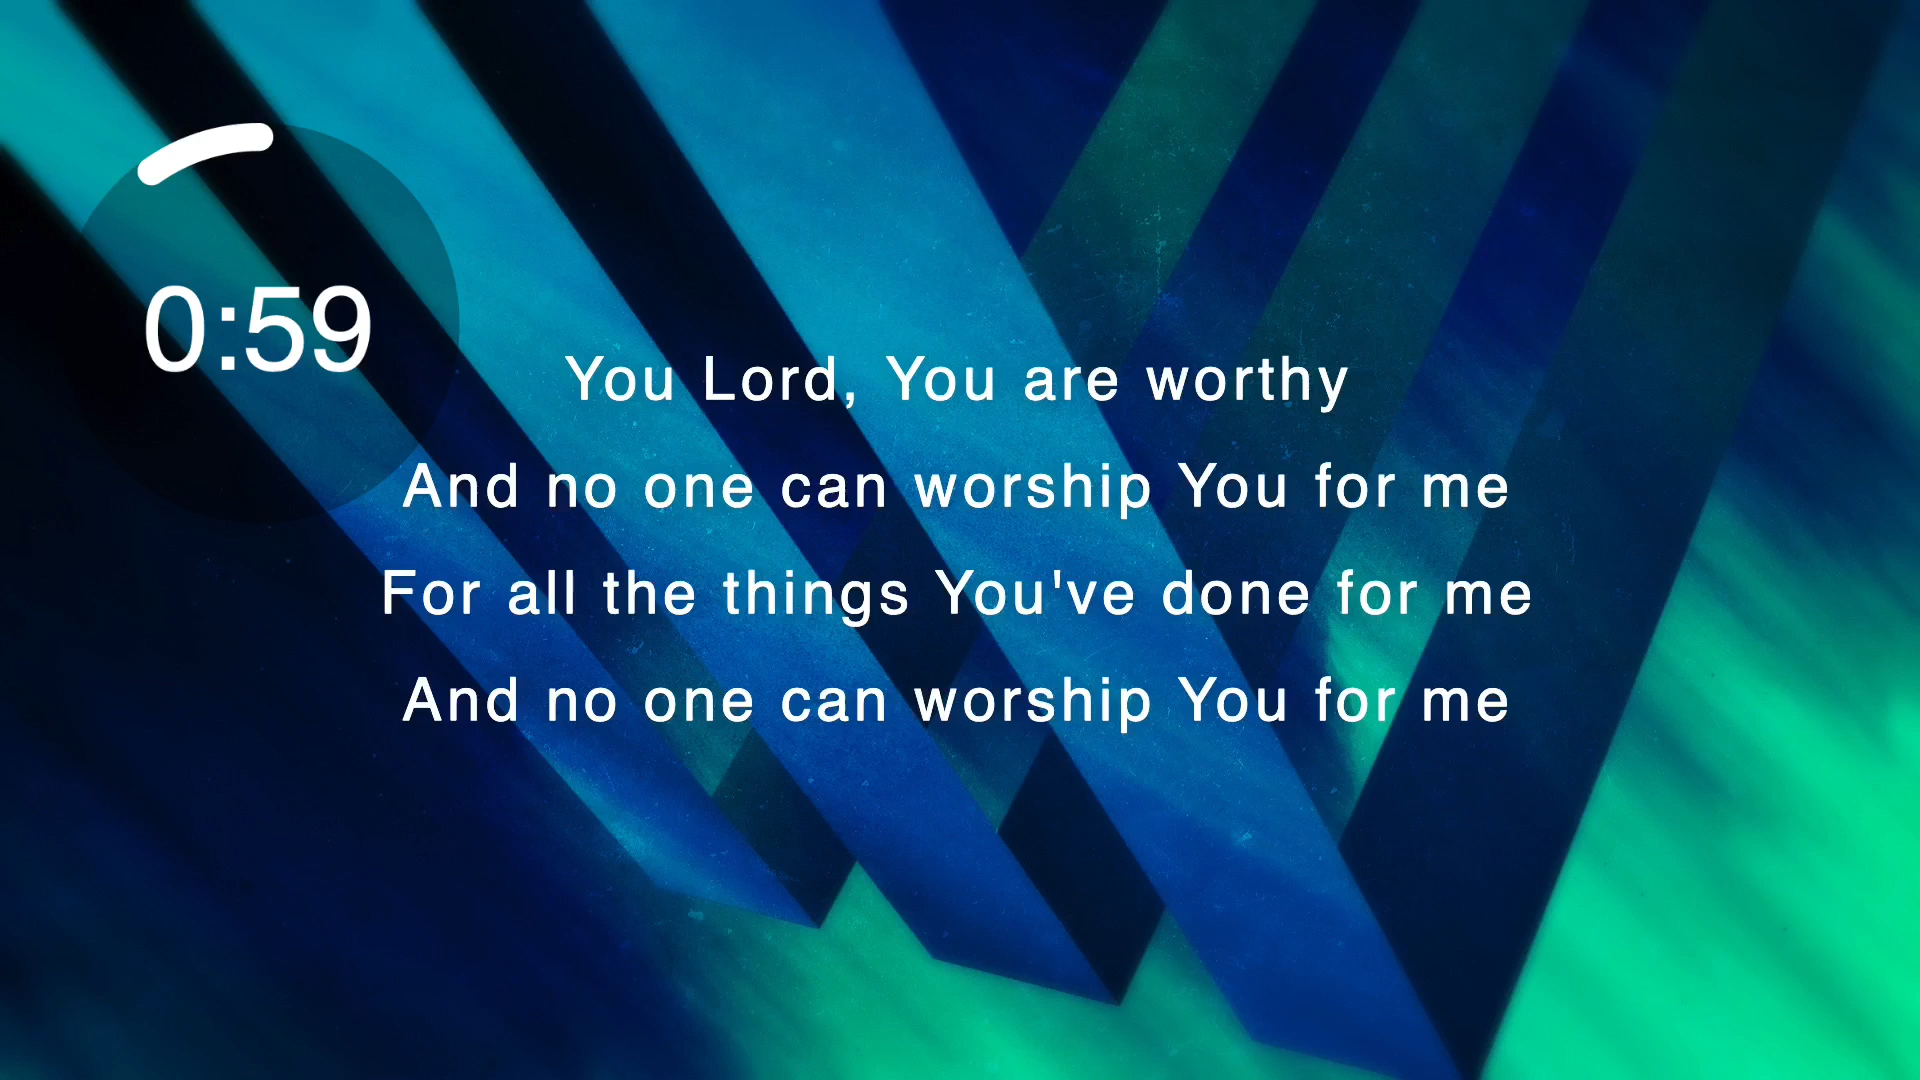 0:59
You Lord, You are worthy
And no one can worship You for me
For all the things You've done for me
And no one can worship You for me